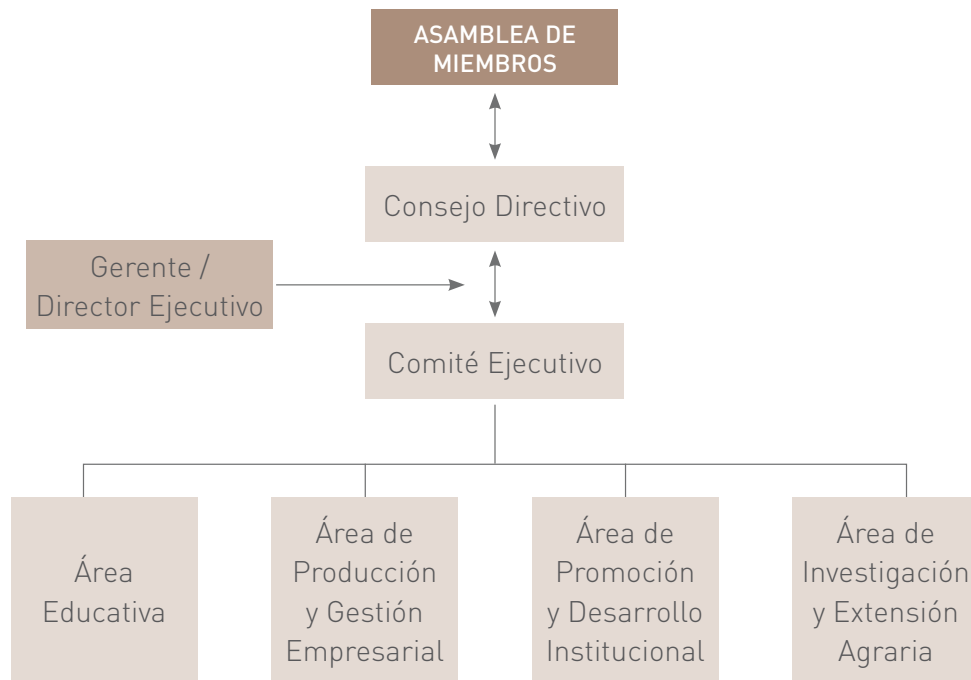 ASAMBLEA DE
MIEMBROS
Consejo Directivo
Gerente /
Director Ejecutivo
Comité Ejecutivo
Área
Educativa
Área de
Producción
y Gestión
Empresarial
Área de
Promoción
y Desarrollo
Institucional
Área de
Investigación
y Extensión
Agraria